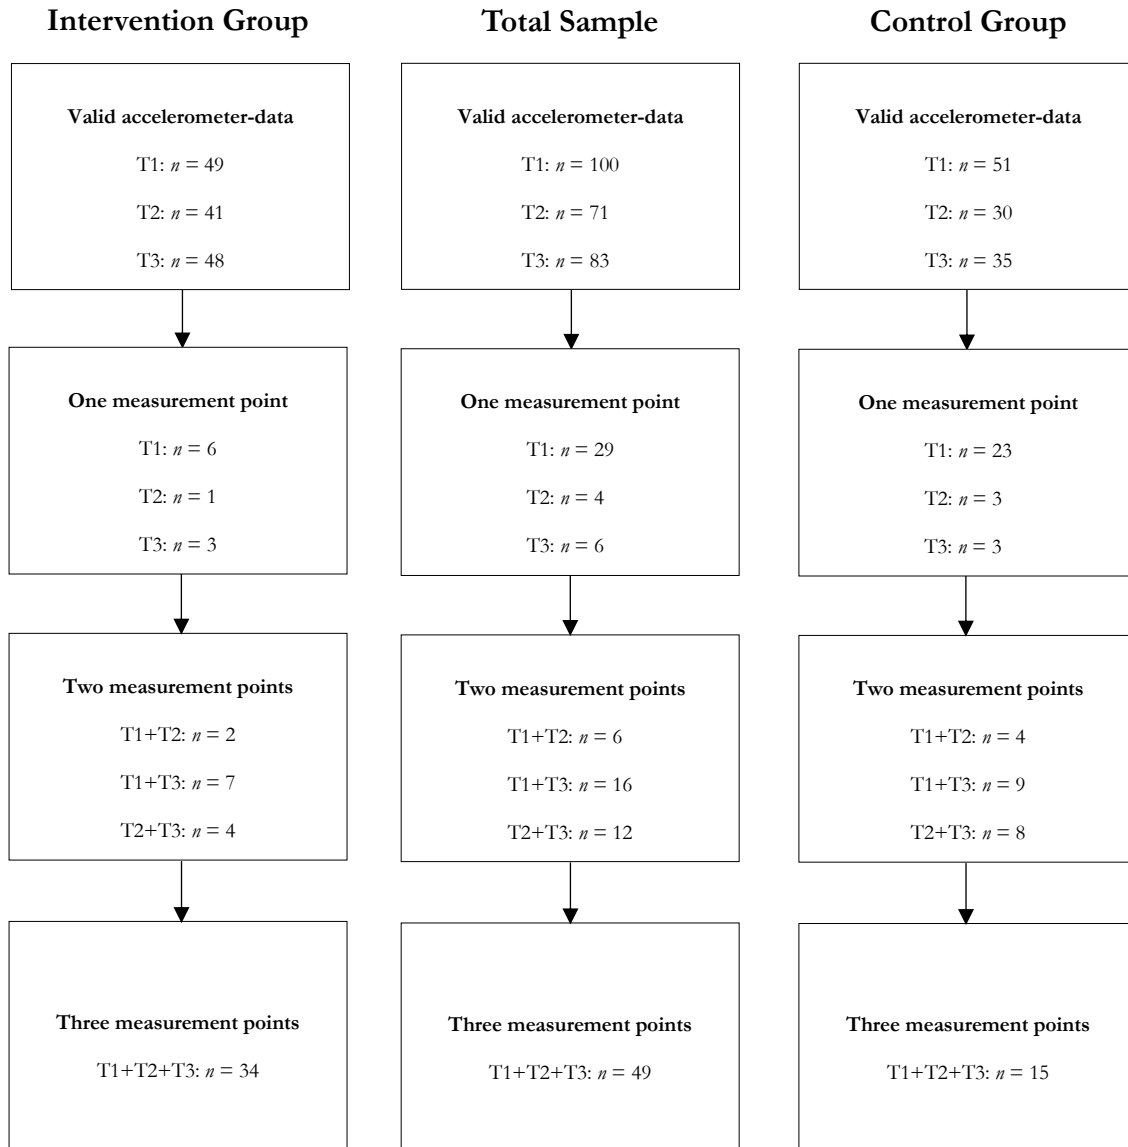 Intervention Group
Valid accelerometer-data
T1: n = 49
T2: n = 41
T3: n = 48
One measurement point
T1: n = 6
T2: n = 1
T3: n = 3
Two measurement points
T1+T2: n = 2
T1+T3: n = 7
T2+T3: n = 4
Three measurement points
T1+T2+T3: n = 34
Total Sample
Valid accelerometer-data
T1: n = 100
T2: n = 71
T3: n = 83
One measurement point
T1: n = 29
T2: n = 4
T3: n = 6
Two measurement points
T1+T2: n = 6
T1+T3: n = 16
T2+T3: n = 12
Three measurement points
T1+T2+T3: n = 49
Control Group
Valid accelerometer-data
T1: n = 51
T2: n = 30
T3: n = 35
One measurement point
T1: n = 23
T2: n = 3
T3: n = 3
Two measurement points
T1+T2: n = 4
T1+T3: n = 9
T2+T3: n = 8
Three measurement points
T1+T2+T3: n = 15